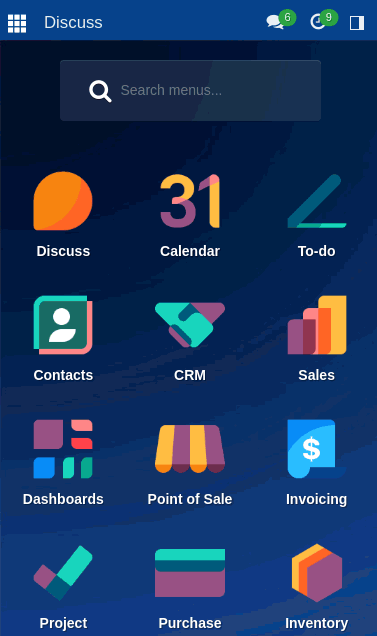 Discuss 6 9
Search menus...
Discuss 31 Calendar To-do
Contacts CRM Sales
Dashboards Point of Sale $ Invoicing
Project Purchase Inventory